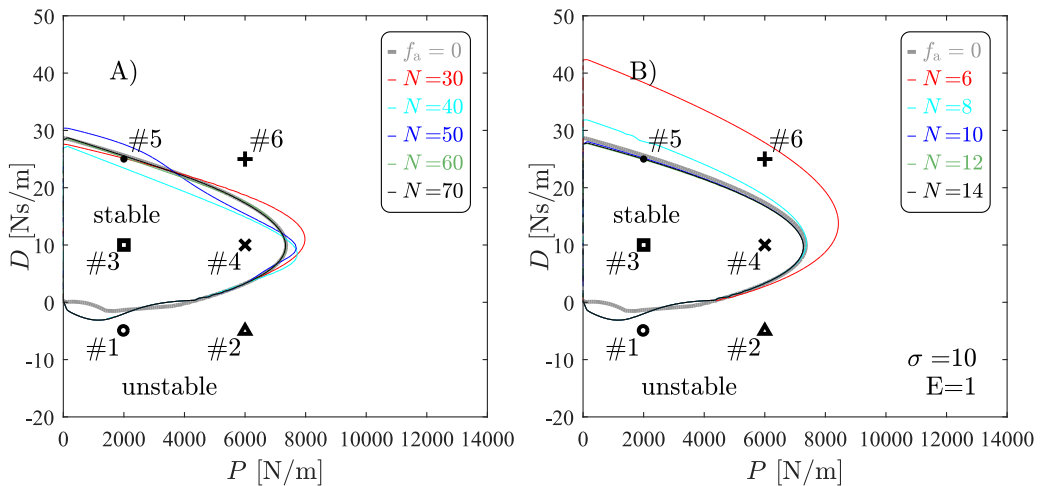 A)
f_a = 0
N=30
N=40
N=50
N=60
N=70
#5
#6
stable
#3
#4
#1
#2
unstable
50
40
30
20
10
0
-10
-20
D [Ns/m]
0 2000 4000 6000 8000 10000 12000 14000
P [N/m]
B)
f_a = 0
N=6
N=8
N=10
N=12
N=14
#5
#6
stable
#3
#4
#1
#2
unstable
σ=10
E=1
50
40
30
20
10
0
-10
-20
D [Ns/m]
0 2000 4000 6000 8000 10000 12000 14000
P [N/m]